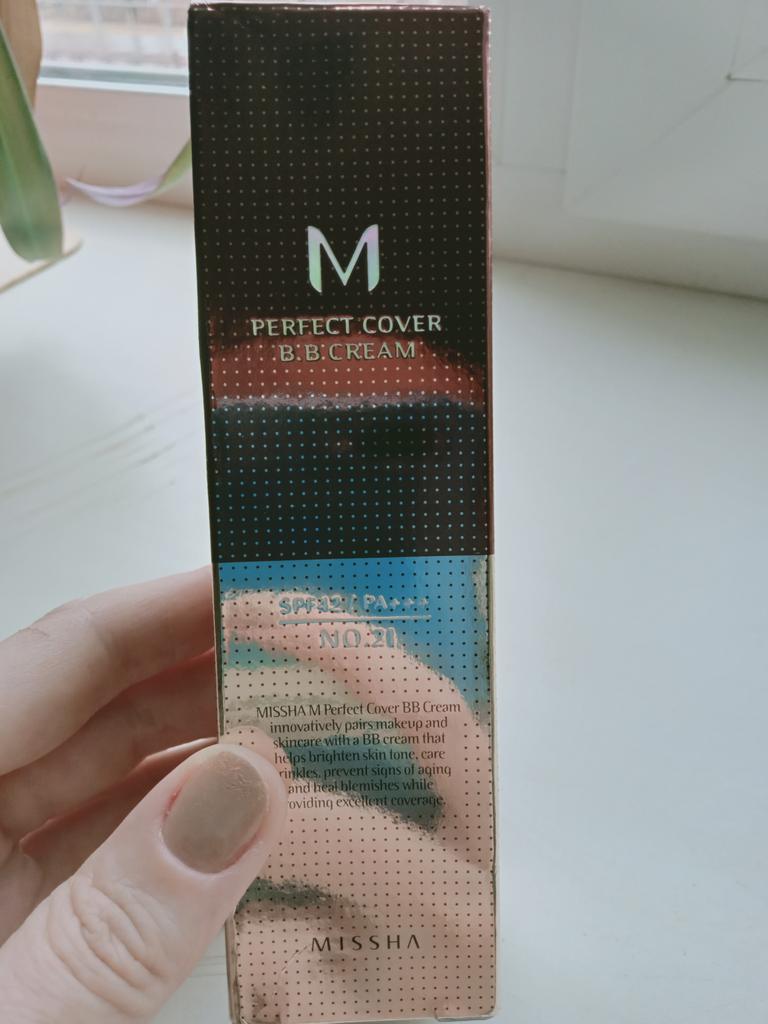 M
PERFECT COVER
B.B CREAM
SPF42 / PA+++
NO.21
MISSHA M Perfect Cover BB Cream
innovatively pairs makeup and
skincare with a BB cream that
helps brighten skin tone, care
rinkles, prevent signs of aging
and heal blemishes while
oviding excellent coverage.
MISSHA